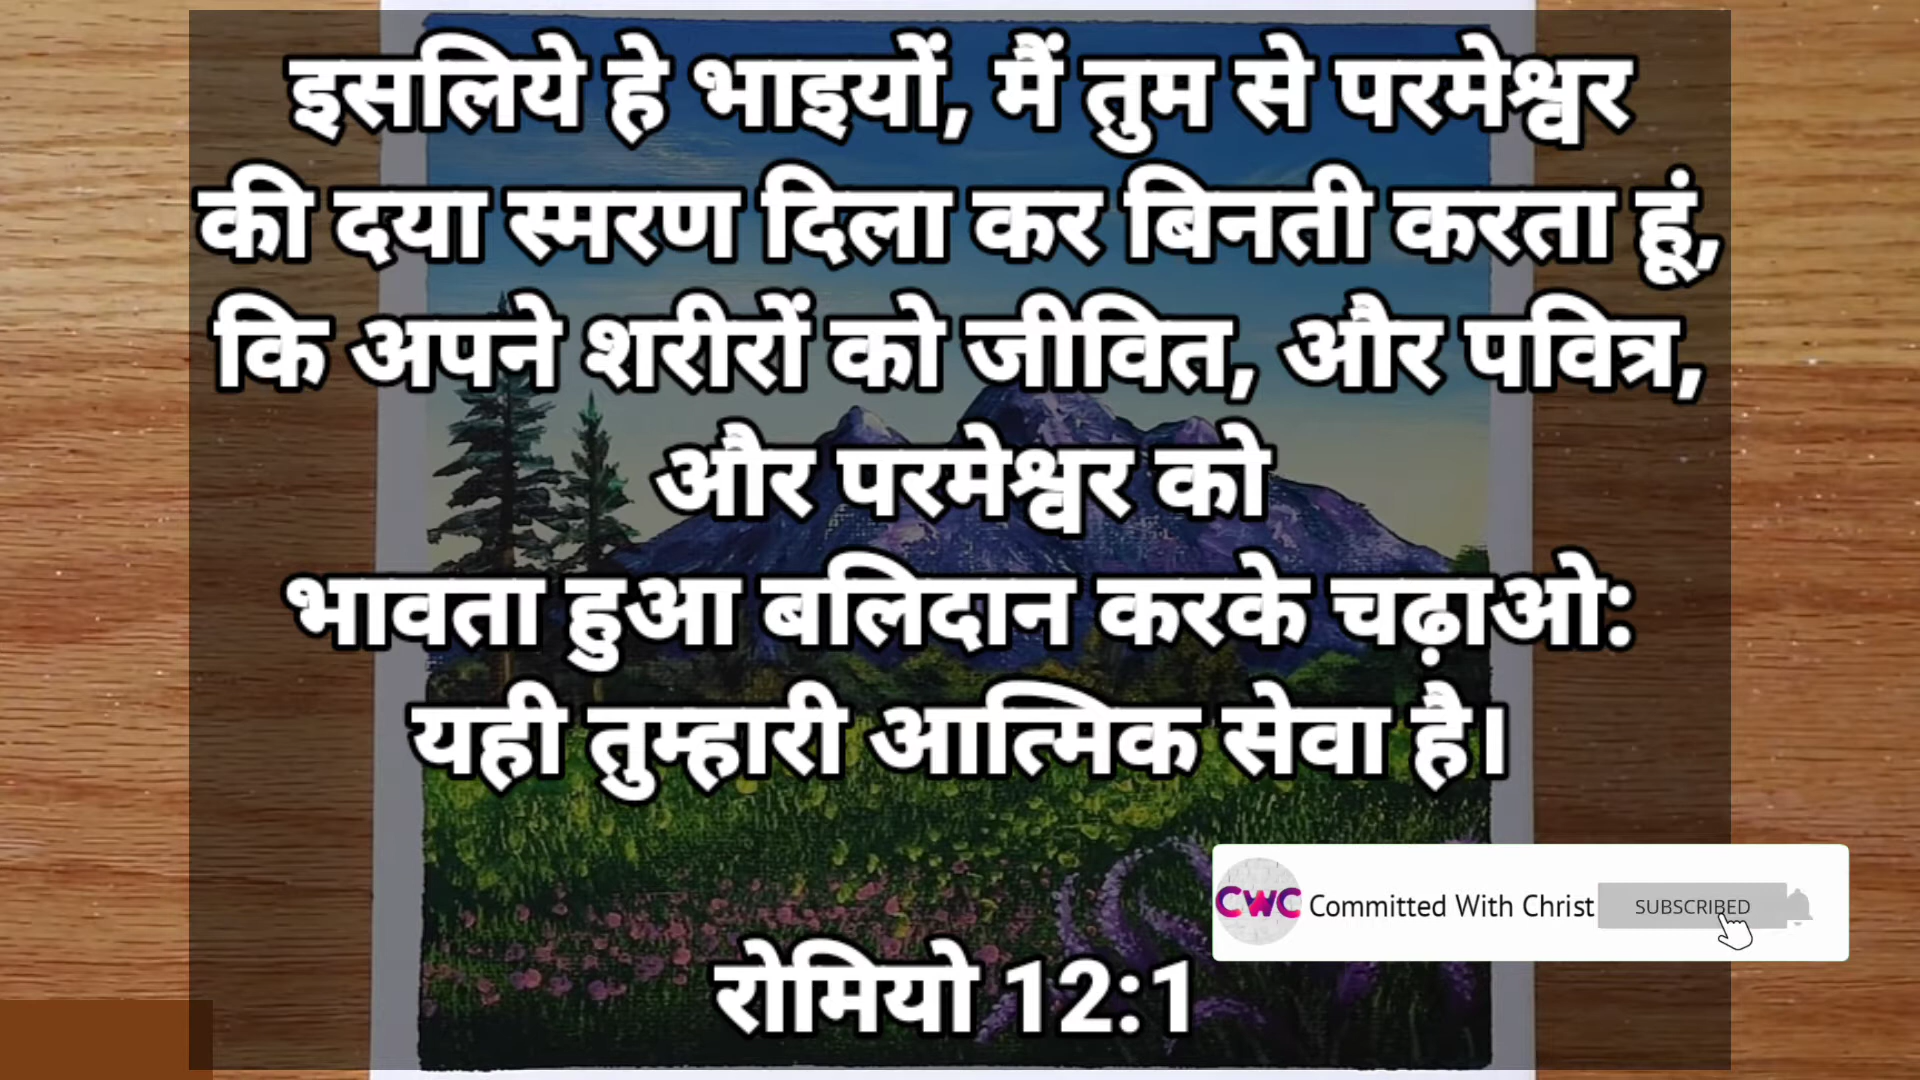 इसलिये हे भाइयों, मैं तुम से परमेश्वर
की दया स्मरण दिला कर बिनती करता हूं,
कि अपने शरीरों को जीवित, और पवित्र,
और परमेश्वर को
भावता हुआ बलिदान करके चढ़ाओ:
यही तुम्हारी आत्मिक सेवा है।
CWC Committed With Christ SUBSCRIBED
रोमियो 12:1